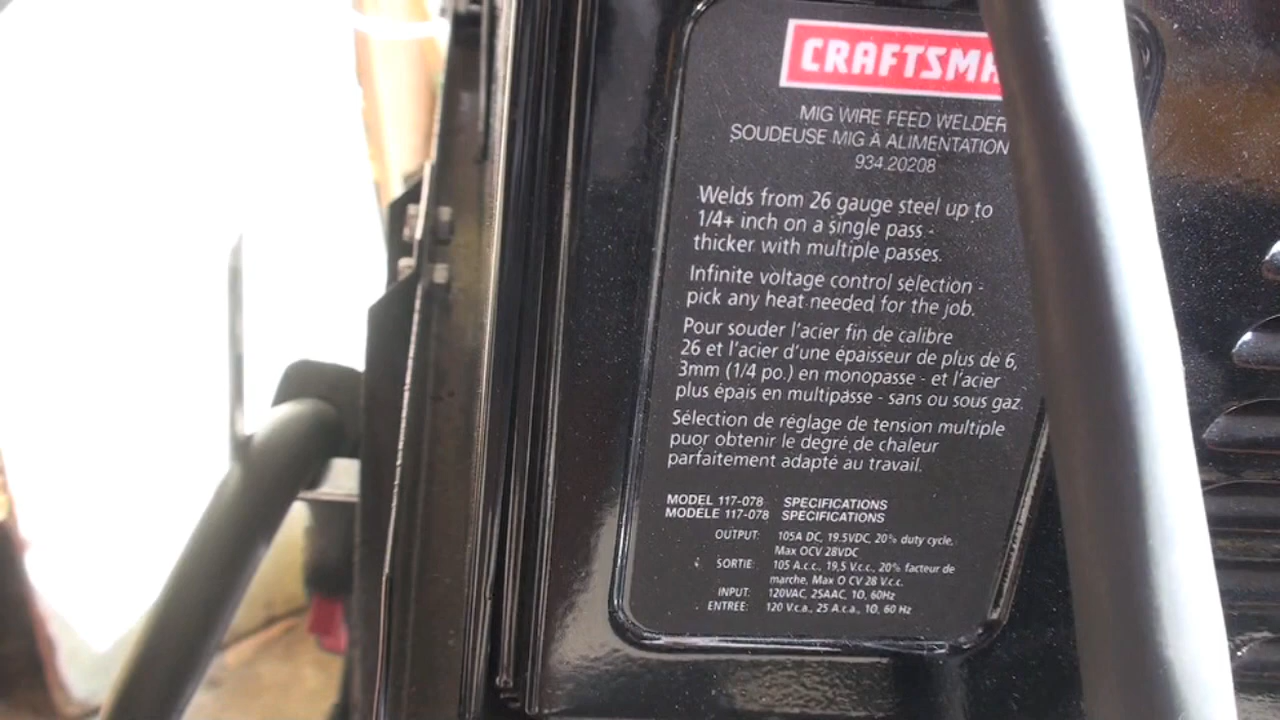 CRAFTSMA
MIG WIRE FEED WELDER
SOUDEUSE MIG À ALIMENTATION
934.20208
Welds from 26 gauge steel up to
1/4+ inch on a single pass -
thicker with multiple passes.
Infinite voltage control selection -
pick any heat needed for the job.
Pour souder l'acier fin de calibre
26 et l'acier d'une épaisseur de plus de 6,
3mm (1/4 po.) en monopasse - et l'acier
plus épais en multipasse - sans ou sous gaz.
Sélection de réglage de tension multiple
puor obtenir le degré de chaleur
parfaitement adapté au travail.
MODEL 117-078 SPECIFICATIONS
MODELE 117-078 SPECIFICATIONS
OUTPUT: 105A DC, 19.5VDC, 20% duty cycle,
Max OCV 28VDC
SORTIE: 105 A.c.c., 19,5 V.c.c., 20% facteur de
marche, Max O CV 28 V.c.c.
INPUT: 120VAC, 25AAC, 1O, 60Hz
ENTREE: 120 V.c.a., 25 A.c.a., 1O, 60 Hz